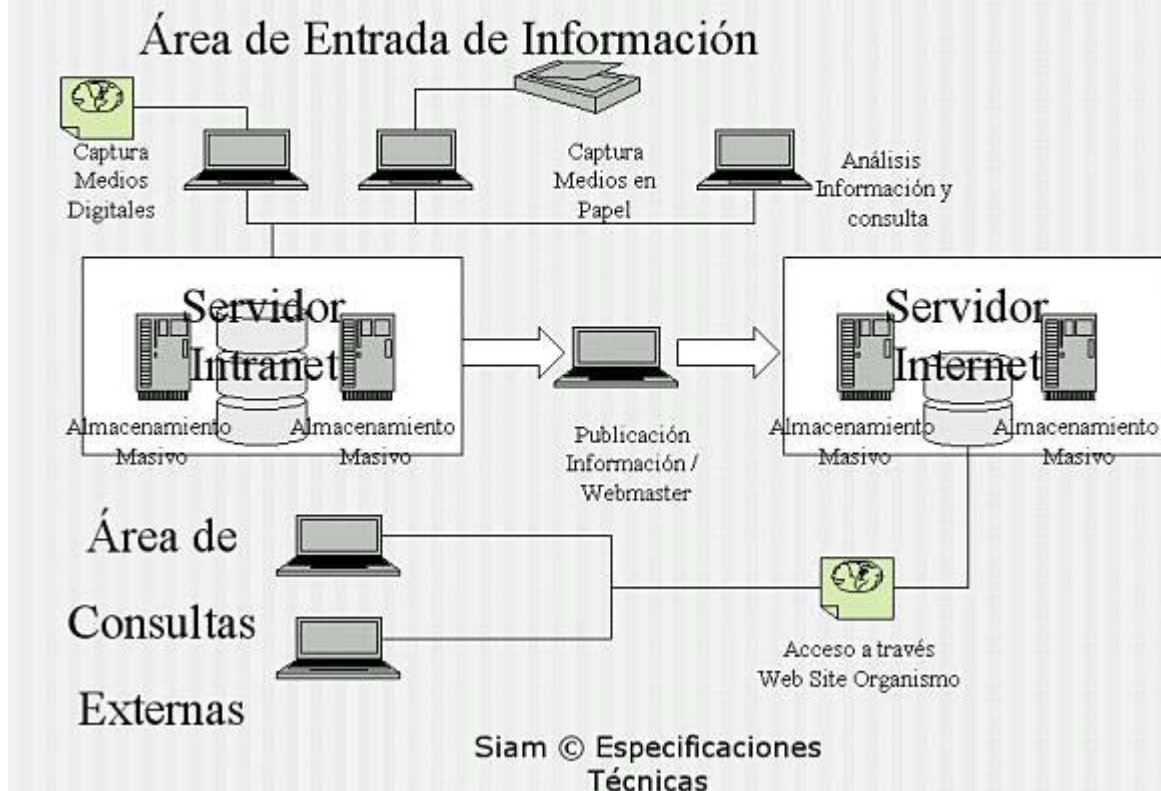 Área de Entrada de Información
Captura
Medios
Digitales
Captura
Medios en
Papel
Análisis
Información y
consulta
Servidor
Intranet
Almacenamiento
Masivo
Almacenamiento
Masivo
Publicación
Información /
Webmaster
Servidor
Internet
Almacenamiento
Masivo
Almacenamiento
Masivo
Área de
Consultas
Externas
Acceso a través
Web Site Organismo
Siam © Especificaciones
Técnicas